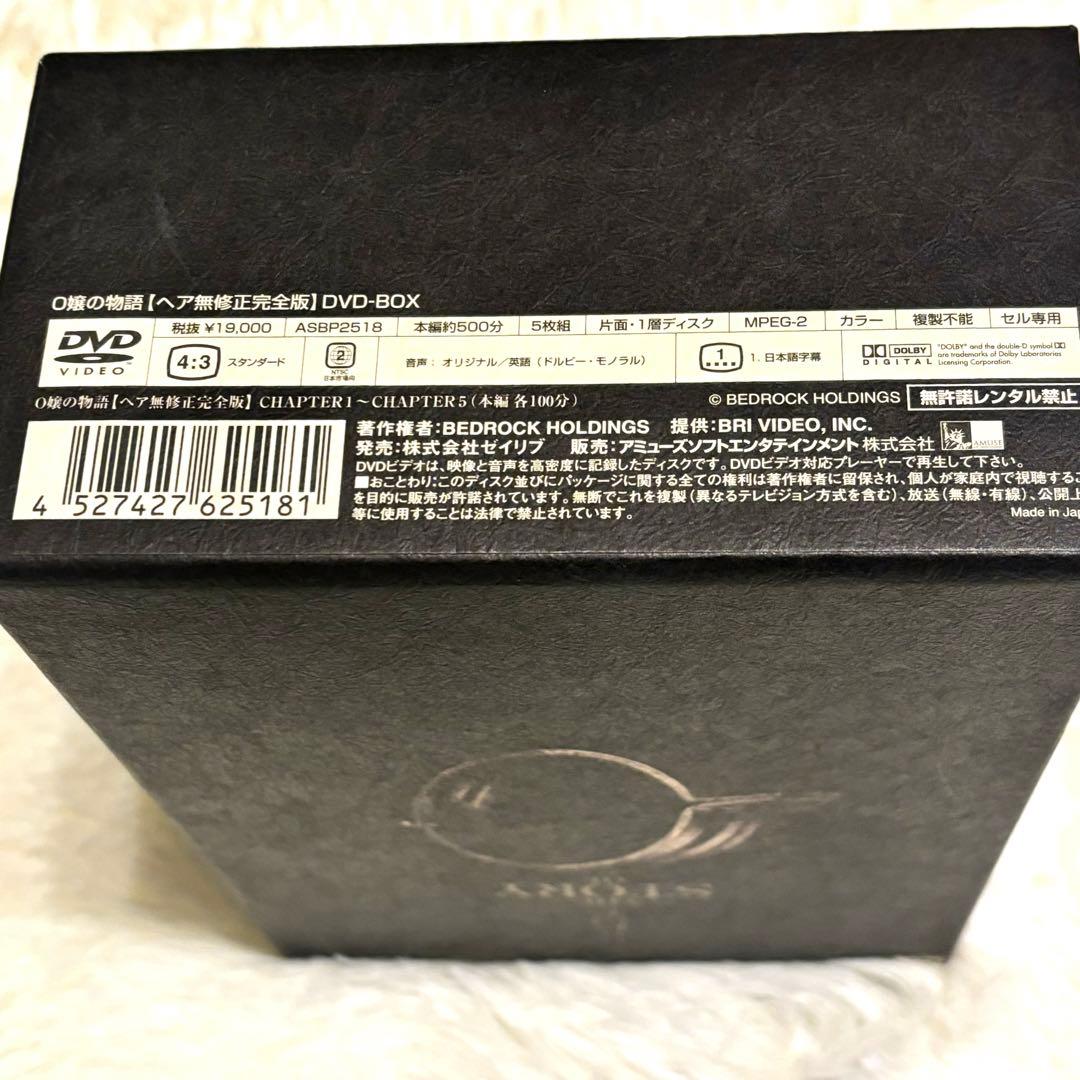 O嬢の物語【ヘア無修正完全版】DVD-BOX
DVD VIDEO 税抜 ¥19,000 ASBP2518 本編約500分 5枚組 片面・1層ディスク MPEG-2 カラー 複製不能 セル専用
4:3 スタンダード 2 NTSC 日本市場向 音声: オリジナル/英語(ドルビー・モノラル) 1 1. 日本語字幕 DOLBY DIGITAL "DOLBY" and the double-D symbol are trademarks of Dolby Laboratories Licensing Corporation.
O嬢の物語【ヘア無修正完全版】CHAPTER1〜CHAPTER5(本編 各100分) © BEDROCK HOLDINGS 無許諾レンタル禁止
著作権者:BEDROCK HOLDINGS 提供:BRI VIDEO, INC.
発売:株式会社ゼイリブ 販売:アミューズソフトエンタテインメント株式会社 AMUSE
DVDビデオは、映像と音声を高密度に記録したディスクです。DVDビデオ対応プレーヤーで再生して下さい。
■おことわり:このディスク並びにパッケージに関する全ての権利は著作権者に留保され、個人が家庭内で視聴するこ
を目的に販売が許諾されています。無断でこれを複製(異なるテレビジョン方式を含む)、放送(無線・有線)、公開上
等に使用することは法律で禁止されています。 Made in Jap
4 527427 625181
STORY